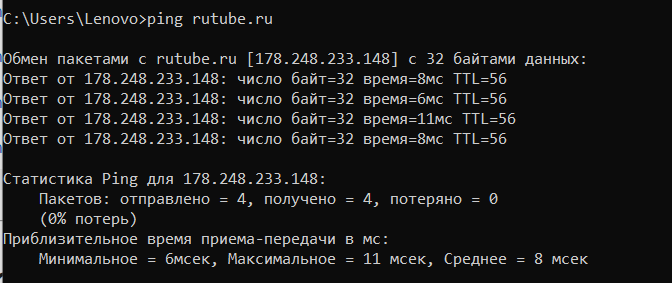 C:\Users\Lenovo>ping rutube.ru
Обмен пакетами с rutube.ru [178.248.233.148] с 32 байтами данных:
Ответ от 178.248.233.148: число байт=32 время=8мс TTL=56
Ответ от 178.248.233.148: число байт=32 время=6мс TTL=56
Ответ от 178.248.233.148: число байт=32 время=11мс TTL=56
Ответ от 178.248.233.148: число байт=32 время=8мс TTL=56
Статистика Ping для 178.248.233.148:
Пакетов: отправлено = 4, получено = 4, потеряно = 0
(0% потерь)
Приблизительное время приема-передачи в мс:
Минимальное = 6мсек, Максимальное = 11 мсек, Среднее = 8 мсек